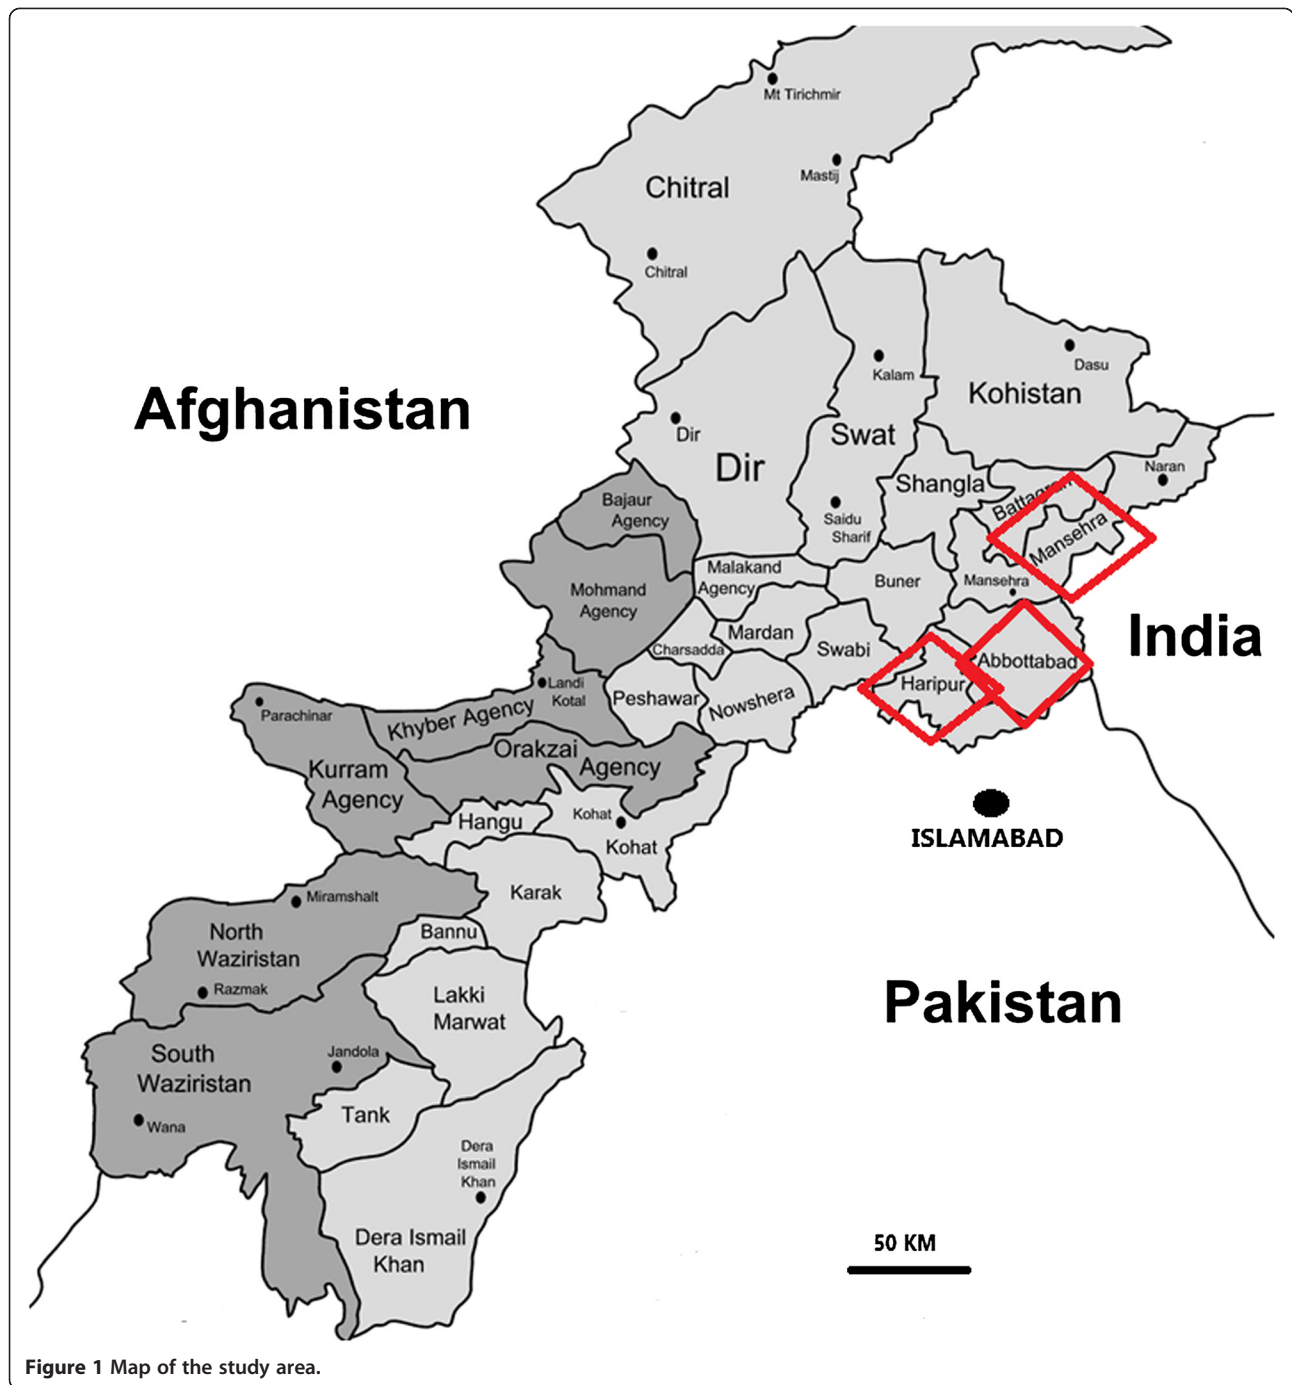 Mt Tirichmir
Mastij
Chitral
Chitral
Dasu
Kalam
Kohistan
Afghanistan
Dir
Swat
Dir
Naran
Shangla
Battagram
Bajaur
Agency
Saidu
Sharif
Mansehra
Malakand
Agency
Buner
Mansehra
Mohmand
Agency
Mardan
India
Charsadda
Swabi
Abbottabad
Landi
Kotal
Peshawar
Nowshera
Haripur
Parachinar
Khyber Agency
Orakzai
Agency
Kurram
Agency
Hangu
Kohat
Kohat
ISLAMABAD
Karak
Miramshalt
North
Waziristan
Bannu
Razmak
Lakki
Marwat
Pakistan
South
Waziristan
Jandola
Tank
Wana
Dera
Ismail
Khan
Dera Ismail
Khan
50 KM
Figure 1 Map of the study area.